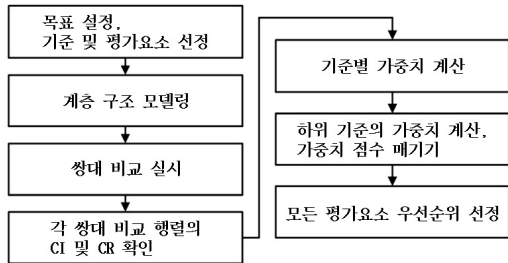 목표 설정,
기준 및 평가요소 선정
계층 구조 모델링
쌍대 비교 실시
각 쌍대 비교 행렬의
CI 및 CR 확인
기준별 가중치 계산
하위 기준의 가중치 계산,
가중치 점수 매기기
모든 평가요소 우선순위 선정